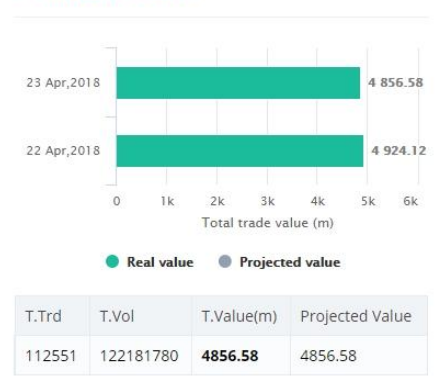 23 Apr,2018 4 856.58
22 Apr,2018 4 924.12
0 1k 2k 3k 4k 5k 6k
Total trade value (m)
Real value Projected value
T.Trd T.Vol T.Value(m) Projected Value
112551 122181780 4856.58 4856.58